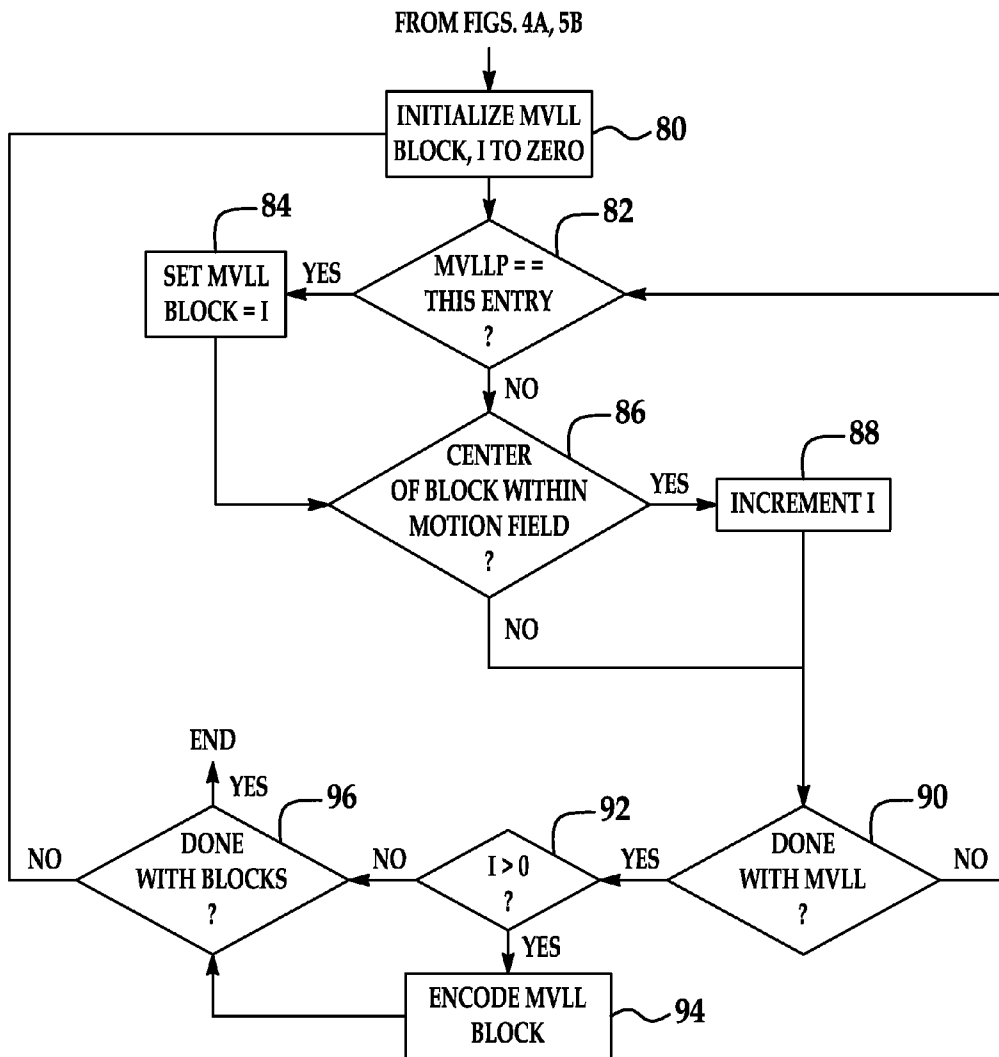 FROM FIGS. 4A, 5B
INITIALIZE MVLL
BLOCK, I TO ZERO
80
84
82
SET MVLL
BLOCK = I
YES
MVLLP = =
THIS ENTRY
?
NO
86
88
CENTER
OF BLOCK WITHIN
MOTION FIELD
?
YES
INCREMENT I
NO
END
YES
96
92
90
NO
DONE
WITH BLOCKS
?
NO
I > 0
?
YES
DONE
WITH MVLL
?
NO
YES
ENCODE MVLL
BLOCK
94